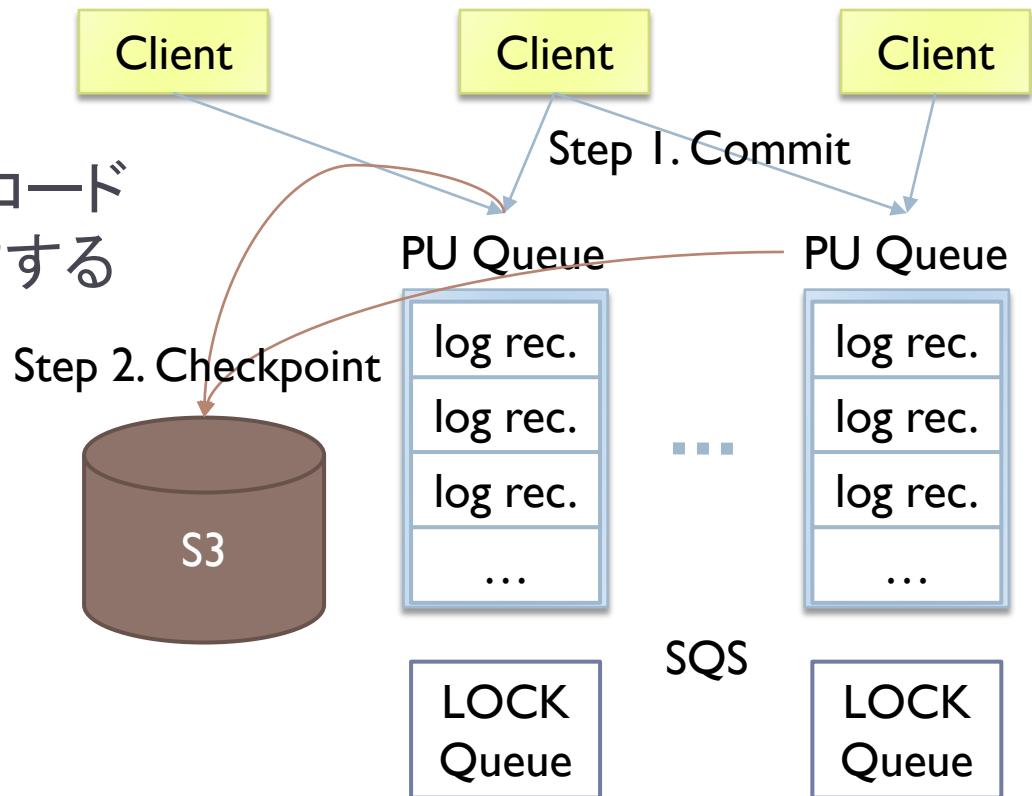 Client
Client
Client
Step 1. Commit
コード
する
PU Queue
PU Queue
Step 2. Checkpoint
log rec.
log rec.
log rec.
…
log rec.
log rec.
log rec.
…
...
S3
SQS
LOCK
Queue
LOCK
Queue